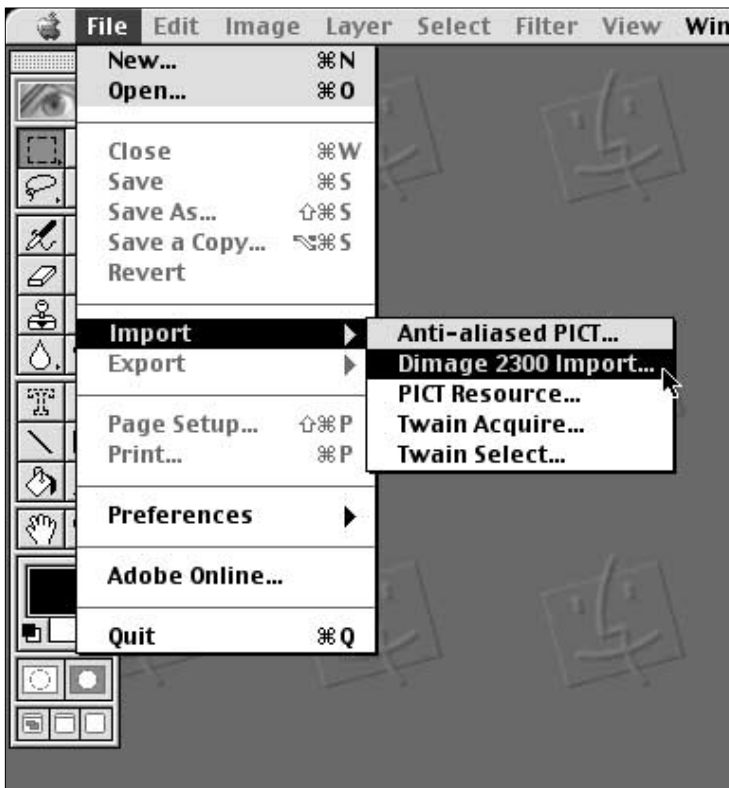 File Edit Image Layer Select Filter View Win
New... ⌘N
Open... ⌘O
Close ⌘W
Save ⌘S
Save As... ⇧⌘S
Save a Copy... ⌥⌘S
Revert
Import
Export
Page Setup... ⇧⌘P
Print... ⌘P
Preferences
Adobe Online...
Quit ⌘Q
Anti-aliased PICT...
Dimage 2300 Import...
PICT Resource...
Twain Acquire...
Twain Select...